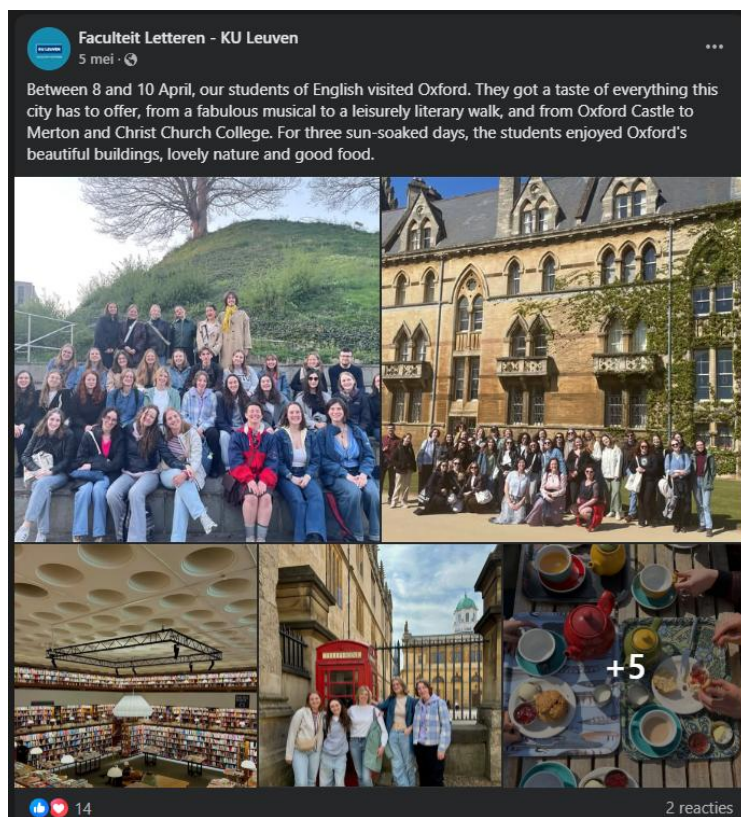 KU LEUVEN
Faculteit Letteren - KU Leuven
5 mei ·
Between 8 and 10 April, our students of English visited Oxford. They got a taste of everything this
city has to offer, from a fabulous musical to a leisurely literary walk, and from Oxford Castle to
Merton and Christ Church College. For three sun-soaked days, the students enjoyed Oxford's
beautiful buildings, lovely nature and good food.
TELEPHONE
+5
14
2 reacties